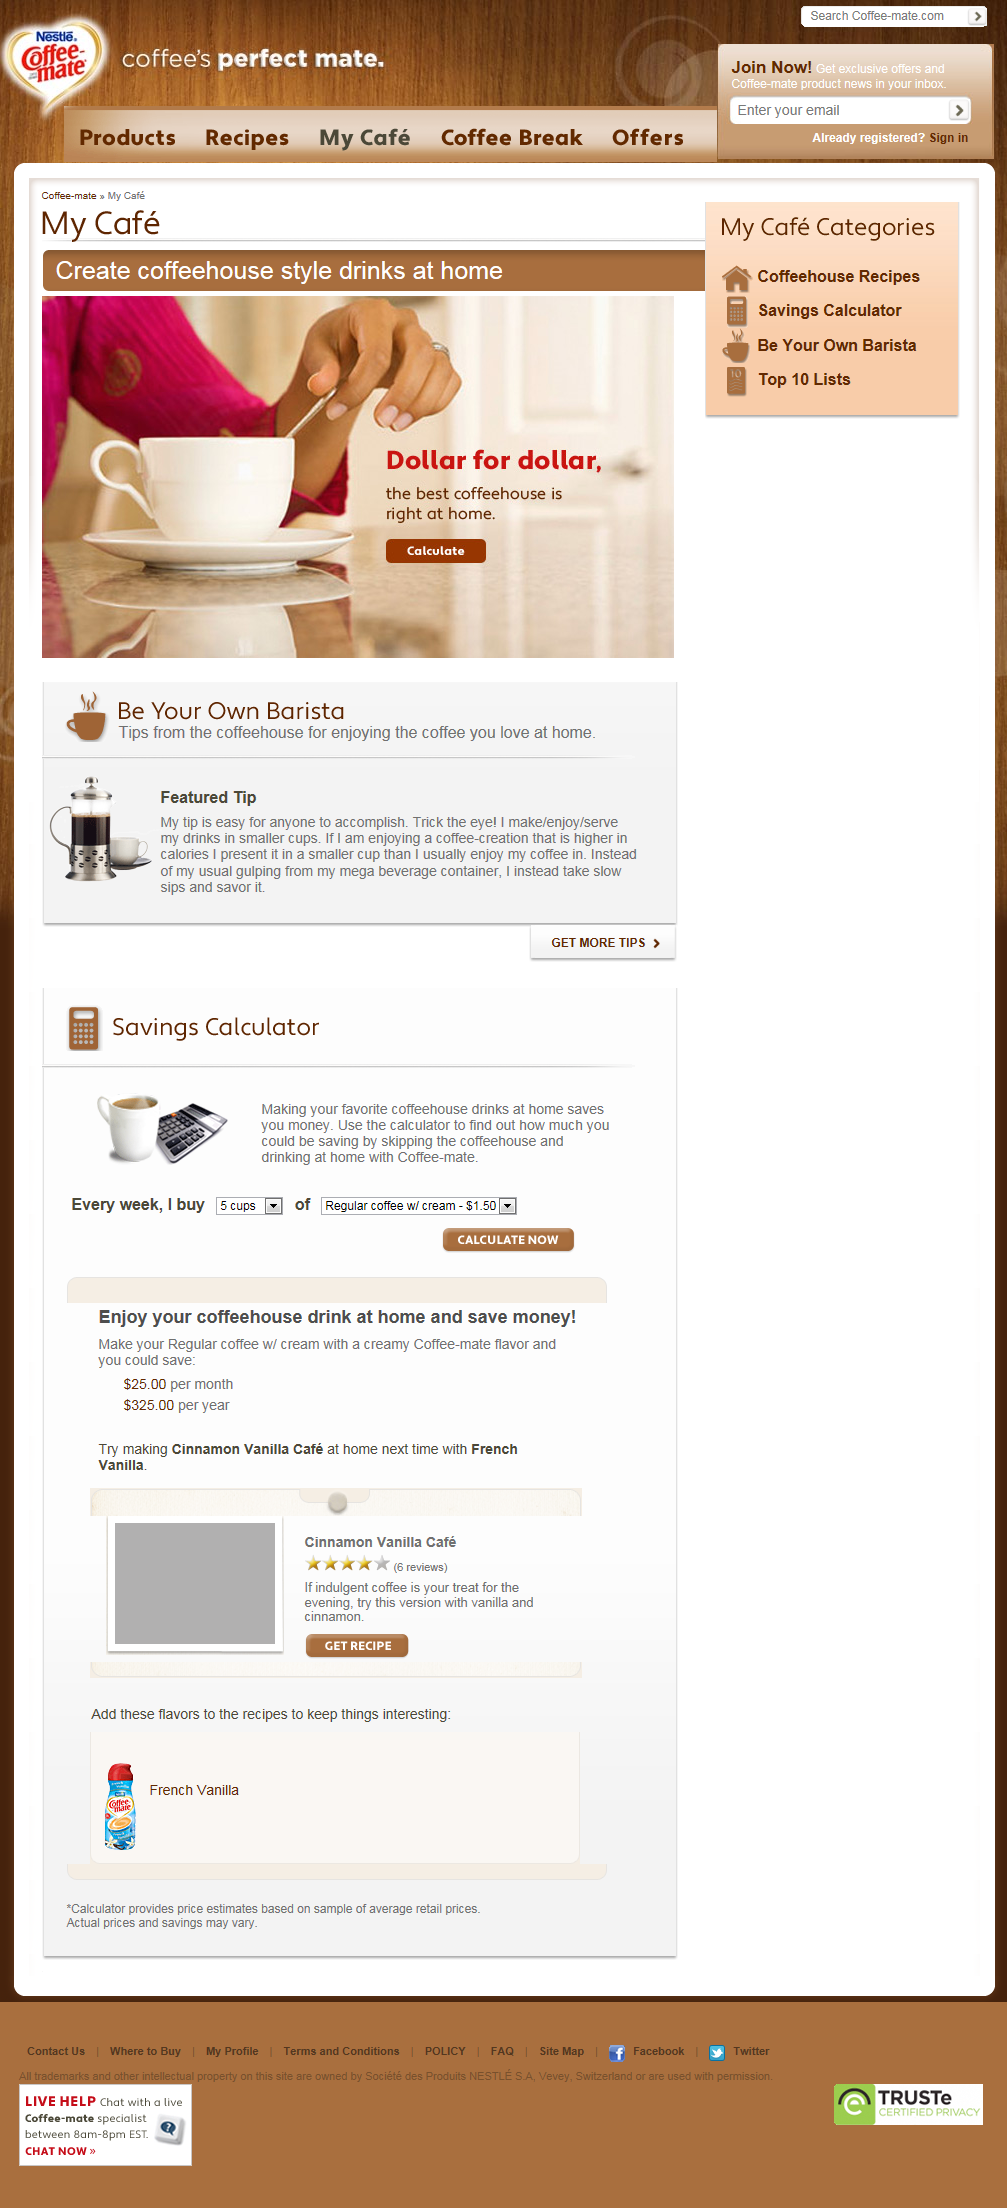 Search Coffee-mate.com
Nestlé
Coffee-mate
coffee's perfect mate.
Join Now! Get exclusive offers and
Coffee-mate product news in your inbox.
Enter your email
Already registered? Sign in
Products Recipes My Café Coffee Break Offers
Coffee-mate » My Café
My Café
Create coffeehouse style drinks at home
My Café Categories
Coffeehouse Recipes
Savings Calculator
Be Your Own Barista
10
Top 10 Lists
Dollar for dollar,
the best coffeehouse is
right at home.
Calculate
Be Your Own Barista
Tips from the coffeehouse for enjoying the coffee you love at home.
Featured Tip
My tip is easy for anyone to accomplish. Trick the eye! I make/enjoy/serve
my drinks in smaller cups. If I am enjoying a coffee-creation that is higher in
calories I present it in a smaller cup than I usually enjoy my coffee in. Instead
of my usual gulping from my mega beverage container, I instead take slow
sips and savor it.
GET MORE TIPS
Savings Calculator
Making your favorite coffeehouse drinks at home saves
you money. Use the calculator to find out how much you
could be saving by skipping the coffeehouse and
drinking at home with Coffee-mate.
Every week, I buy 5 cups of Regular coffee w/ cream - $1.50
CALCULATE NOW
Enjoy your coffeehouse drink at home and save money!
Make your Regular coffee w/ cream with a creamy Coffee-mate flavor and
you could save:
$25.00 per month
$325.00 per year
Try making Cinnamon Vanilla Café at home next time with French
Vanilla.
Cinnamon Vanilla Café
(6 reviews)
If indulgent coffee is your treat for the
evening, try this version with vanilla and
cinnamon.
GET RECIPE
Add these flavors to the recipes to keep things interesting:
Coffee-mate
French Vanilla
*Calculator provides price estimates based on sample of average retail prices.
Actual prices and savings may vary.
Contact Us | Where to Buy | My Profile | Terms and Conditions | POLICY | FAQ | Site Map | Facebook | Twitter
All trademarks and other intellectual property on this site are owned by Société des Produits NESTLÉ S.A, Vevey, Switzerland or are used with permission.
LIVE HELP Chat with a live
Coffee-mate specialist
between 8am-8pm EST.
CHAT NOW »
TRUSTe
CERTIFIED PRIVACY